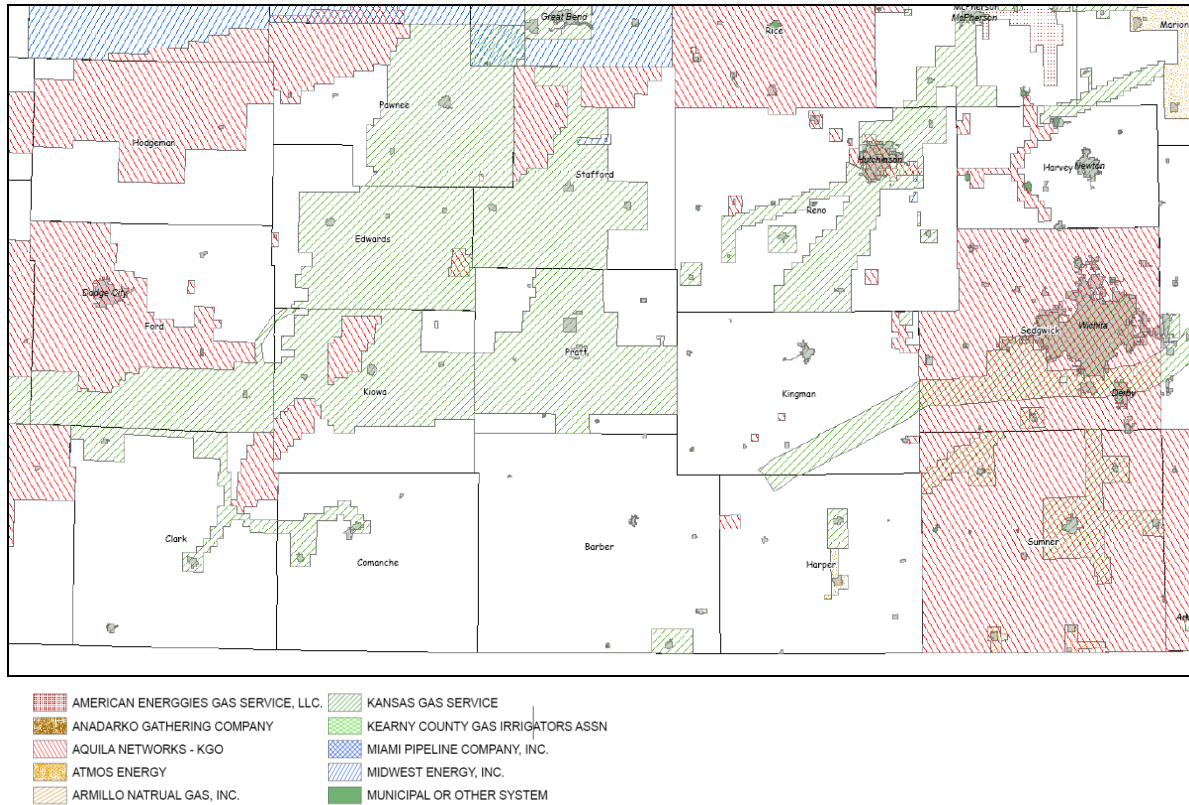 McPherson
Great Bend
McPherson
Rice
Marion
Pawnee
Hodgeman
Hutchinson
Stafford
Harvey
Newton
Reno
Edwards
Dodge City
Ford
Sedgwick
Wichita
Pratt
Kiowa
Kingman
Derby
Clark
Barber
Comanche
Harper
Sumner
Ark
AMERICAN ENERGGIES GAS SERVICE, LLC.
KANSAS GAS SERVICE
ANADARKO GATHERING COMPANY
KEARNY COUNTY GAS IRRIGATORS ASSN
AQUILA NETWORKS - KGO
MIAMI PIPELINE COMPANY, INC.
ATMOS ENERGY
MIDWEST ENERGY, INC.
ARMILLO NATRUAL GAS, INC.
MUNICIPAL OR OTHER SYSTEM